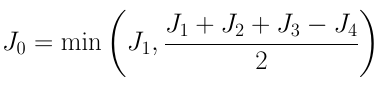 J_0 = \min\left(J_1, \frac{J_1 + J_2 + J_3 - J_4}{2}\right)